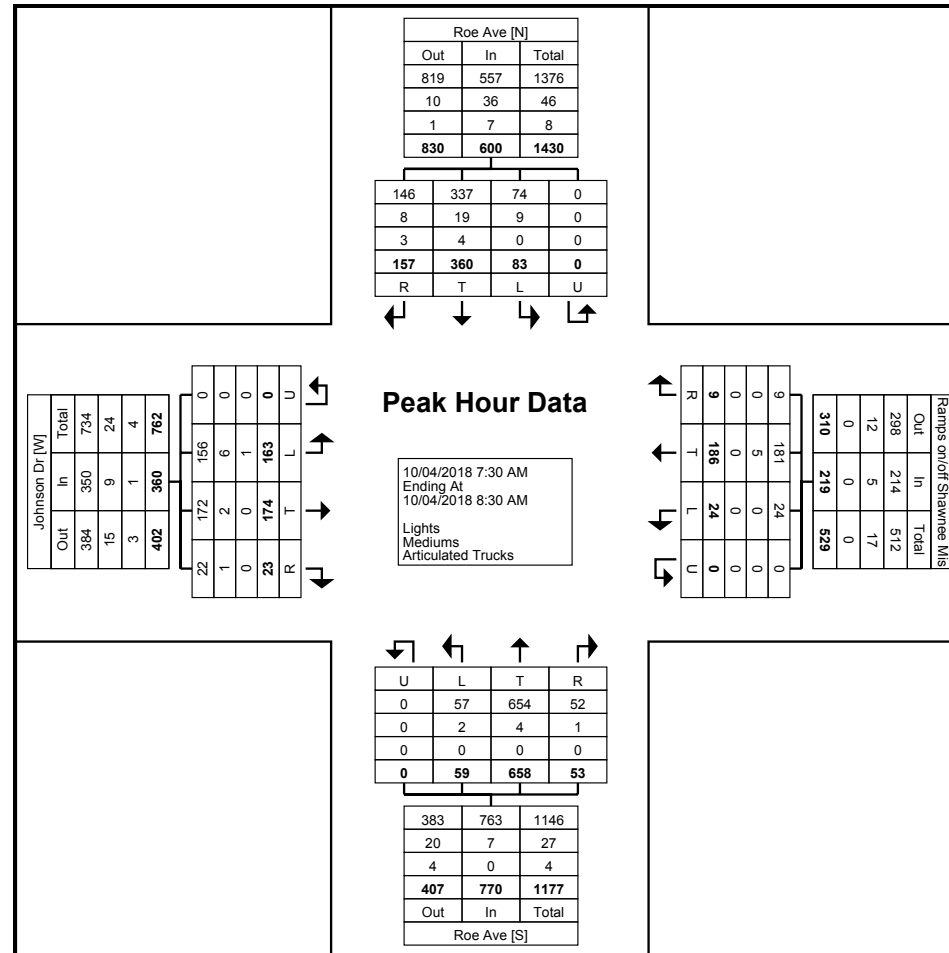 Roe Ave [N]
Out In Total
819 557 1376
10 36 46
1 7 8
830 600 1430
146 337 74 0
8 19 9 0
3 4 0 0
157 360 83 0
R T L U
Johnson Dr [W]
Total In Out
734 350 384
24 9 15
4 1 3
762 360 402
0 156 172 22
0 6 2 1
0 1 0 0
0 163 174 23
U L T R
Peak Hour Data
10/04/2018 7:30 AM
Ending At
10/04/2018 8:30 AM
Lights
Mediums
Articulated Trucks
R T L U
9 186 24 0
0 0 0 0
0 5 0 0
9 181 24 0
310 219 529
0 0 0
12 5 17
298 214 512
Out In Total
Ramps on/off Shawnee Mis
U L T R
0 57 654 52
0 2 4 1
0 0 0 0
0 59 658 53
383 763 1146
20 7 27
4 0 4
407 770 1177
Out In Total
Roe Ave [S]